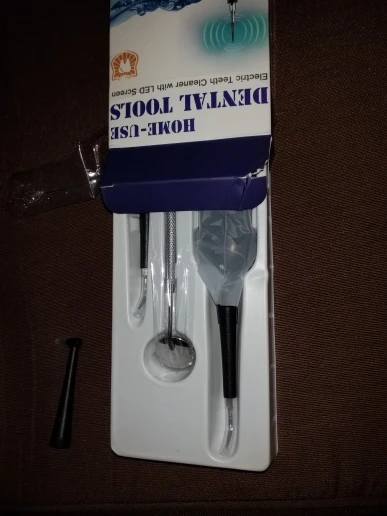 HOME-USE
DENTAL TOOLS
Electric Teeth Cleaner with LED Screen